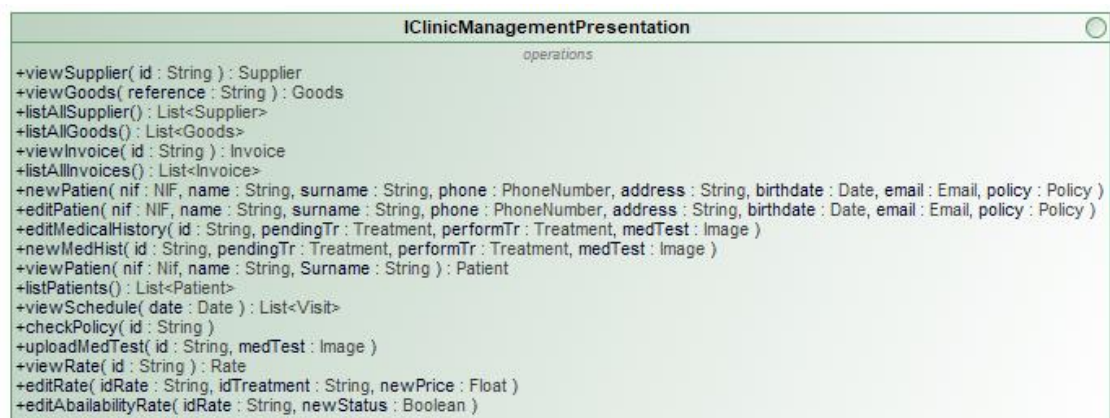 IClinicManagementPresentation
operations
+viewSupplier( id : String ) : Supplier
+viewGoods( reference : String ) : Goods
+listAllSupplier() : List<Supplier>
+listAllGoods() : List<Goods>
+viewInvoice( id : String ) : Invoice
+listAllInvoices() : List<Invoice>
+newPatien( nif : NIF, name : String, surname : String, phone : PhoneNumber, address : String, birthdate : Date, email : Email, policy : Policy )
+editPatien( nif : NIF, name : String, surname : String, phone : PhoneNumber, address : String, birthdate : Date, email : Email, policy : Policy )
+editMedicalHistory( id : String, pendingTr : Treatment, performTr : Treatment, medTest : Image )
+newMedHist( id : String, pendingTr : Treatment, performTr : Treatment, medTest : Image )
+viewPatien( nif : Nif, name : String, Surname : String ) : Patient
+listPatients() : List<Patient>
+viewSchedule( date : Date ) : List<Visit>
+checkPolicy( id : String )
+uploadMedTest( id : String, medTest : Image )
+viewRate( id : String ) : Rate
+editRate( idRate : String, idTreatment : String, newPrice : Float )
+editAbailabilityRate( idRate : String, newStatus : Boolean )